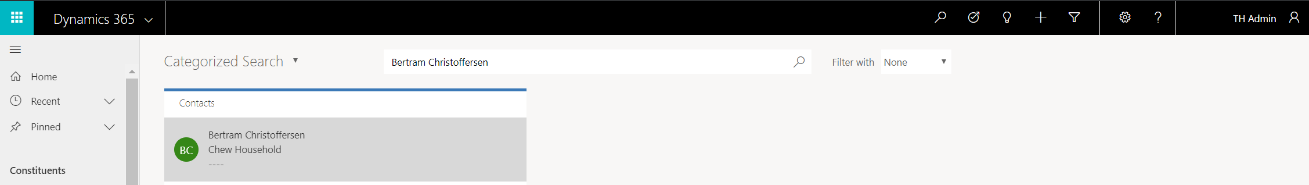 Dynamics 365
TH Admin
Categorized Search
Bertram Christoffersen
Filter with None
Home
Recent
Pinned
Constituents
Contacts
BC
Bertram Christoffersen
Chew Household
----